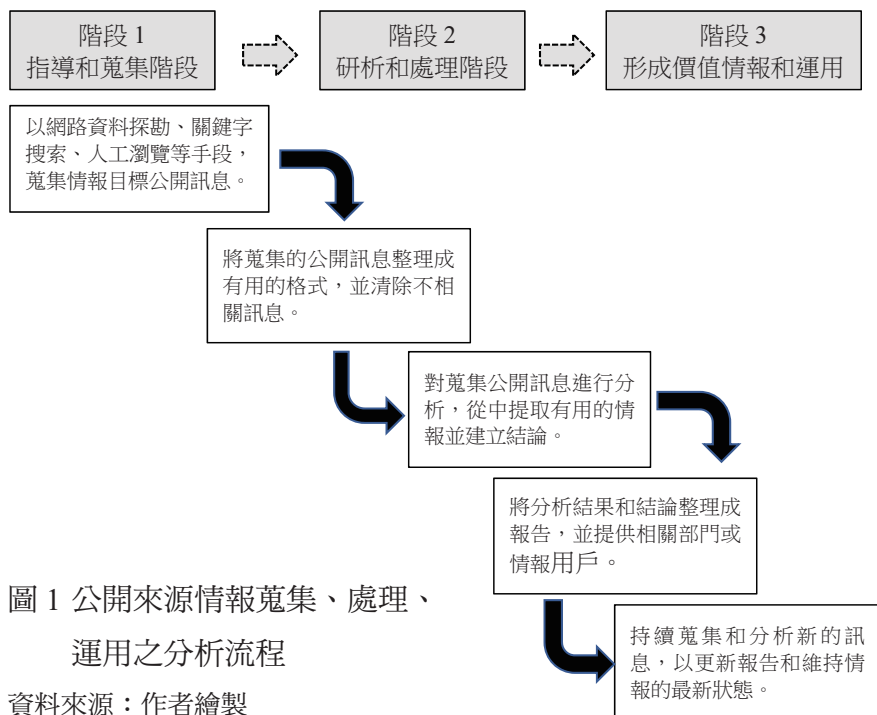 階段 1
指導和蒐集階段
階段 2
研析和處理階段
階段 3
形成價值情報和運用
以網路資料探勘、關鍵字
搜索、人工瀏覽等手段，
蒐集情報目標公開訊息。
將蒐集的公開訊息整理成
有用的格式，並清除不相
關訊息。
對蒐集公開訊息進行分
析，從中提取有用的情
報並建立結論。
將分析結果和結論整理成
報告，並提供相關部門或
情報用戶。
持續蒐集和分析新的訊
息，以更新報告和維持情
報的最新狀態。
圖 1 公開來源情報蒐集、處理、
運用之分析流程
資料來源：作者繪製